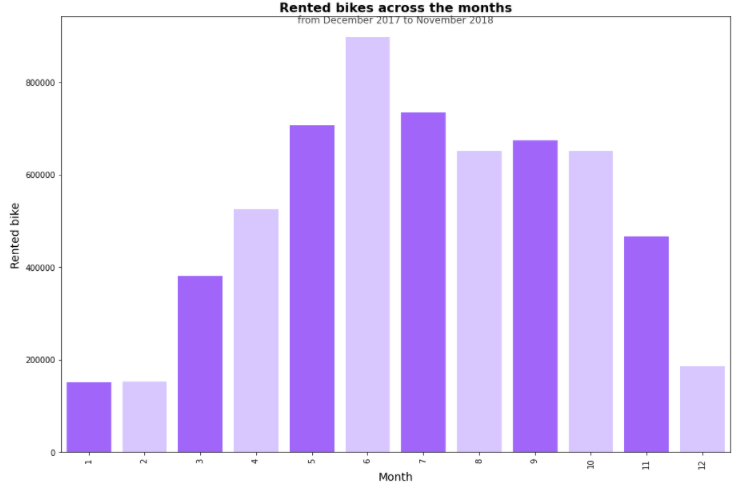 Rented bikes across the months
from December 2017 to November 2018
800000
600000
400000
200000
0
Rented bike
1 2 3 4 5 6 7 8 9 10 11 12
Month